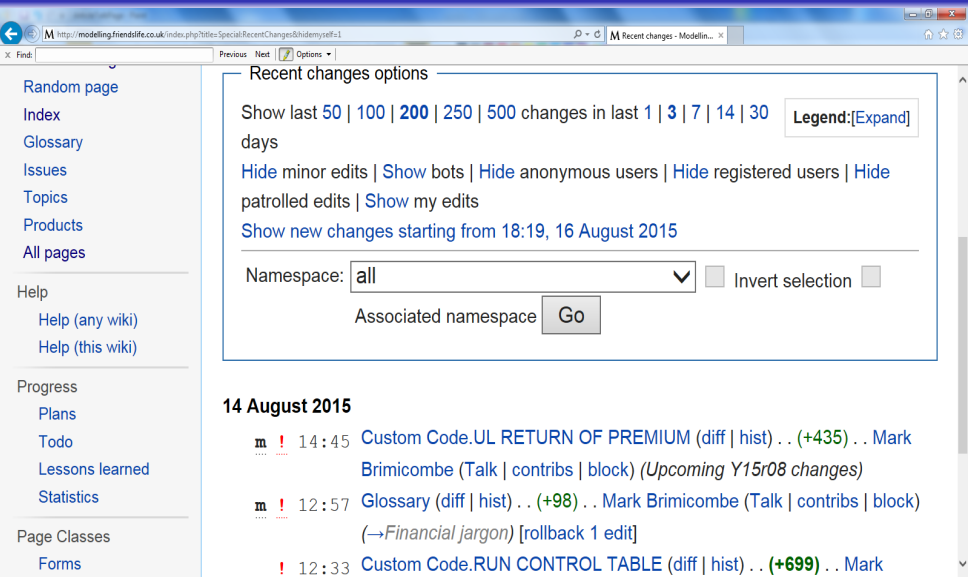 http://modelling.friendslife.co.uk/index.php?title=Special:RecentChanges&hidemyself=1
Recent changes - Modellin... ×
× Find: Previous Next Options
Random page
Index
Glossary
Issues
Topics
Products
All pages
Help
Help (any wiki)
Help (this wiki)
Progress
Plans
Todo
Lessons learned
Statistics
Page Classes
Forms
Recent changes options
Show last 50 | 100 | 200 | 250 | 500 changes in last 1 | 3 | 7 | 14 | 30
days
Legend:[Expand]
Hide minor edits | Show bots | Hide anonymous users | Hide registered users | Hide
patrolled edits | Show my edits
Show new changes starting from 18:19, 16 August 2015
Namespace: all Invert selection
Associated namespace Go
14 August 2015
m ! 14:45 Custom Code.UL RETURN OF PREMIUM (diff | hist) . . (+435) . . Mark
Brimicombe (Talk | contribs | block) (Upcoming Y15r08 changes)
m ! 12:57 Glossary (diff | hist) . . (+98) . . Mark Brimicombe (Talk | contribs | block)
(→Financial jargon) [rollback 1 edit]
! 12:33 Custom Code.RUN CONTROL TABLE (diff | hist) . . (+699) . . Mark